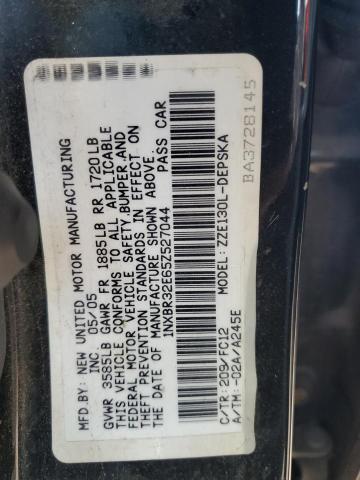 MFD.BY: NEW UNITED MOTOR MANUFACTURING
INC. 05/05
GVWR 3585LB GAWR FR 1885LB RR 1720LB
THIS VEHICLE CONFORMS TO ALL APPLICABLE
FEDERAL MOTOR VEHICLE SAFETY,BUMPER,AND
THEFT PREVENTION STANDARDS IN EFFECT ON
THE DATE OF MANUFACTURE SHOWN ABOVE.
1NXBR32E65Z527044 PASS CAR
MODEL: ZZE130L-DEPSKA
C/TR: 209/FC12
A/TM:-02A/A245E
BA3728145